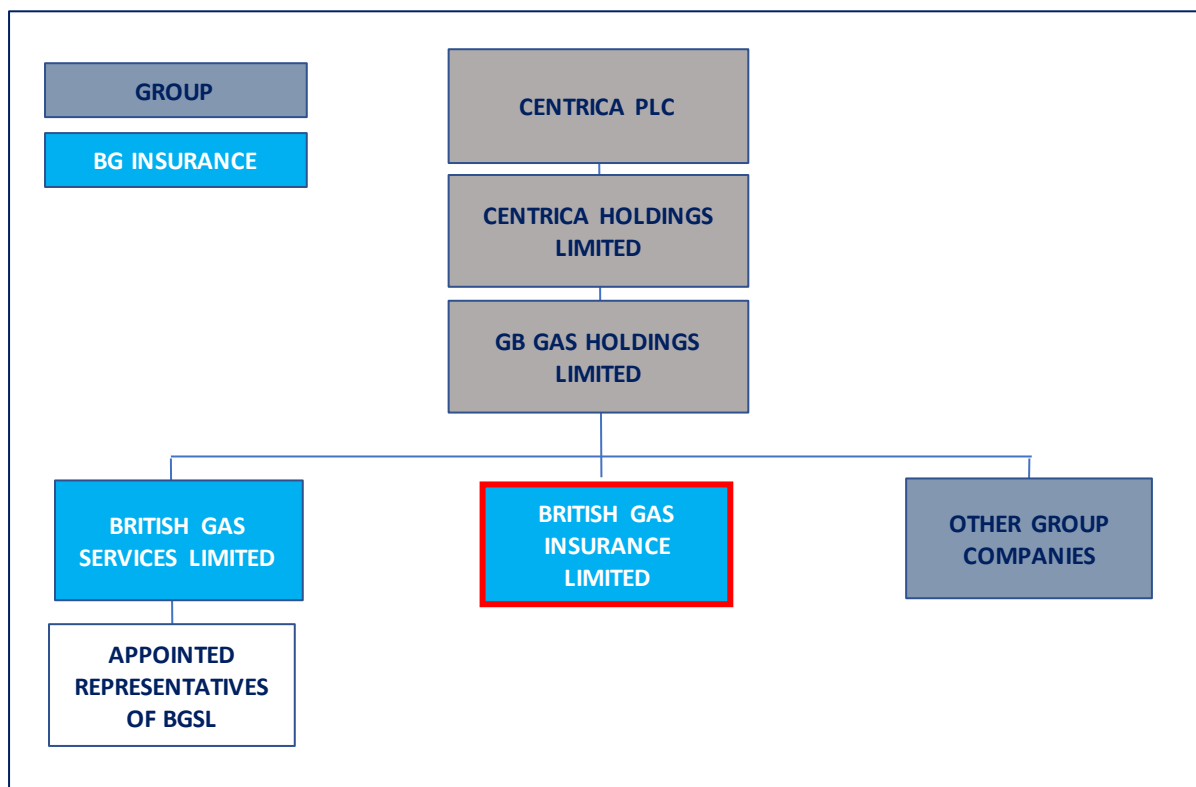 GROUP
BG INSURANCE
CENTRICA PLC
CENTRICA HOLDINGS
LIMITED
GB GAS HOLDINGS
LIMITED
BRITISH GAS
SERVICES LIMITED
BRITISH GAS
INSURANCE
LIMITED
OTHER GROUP
COMPANIES
APPOINTED
REPRESENTATIVES
OF BGSL